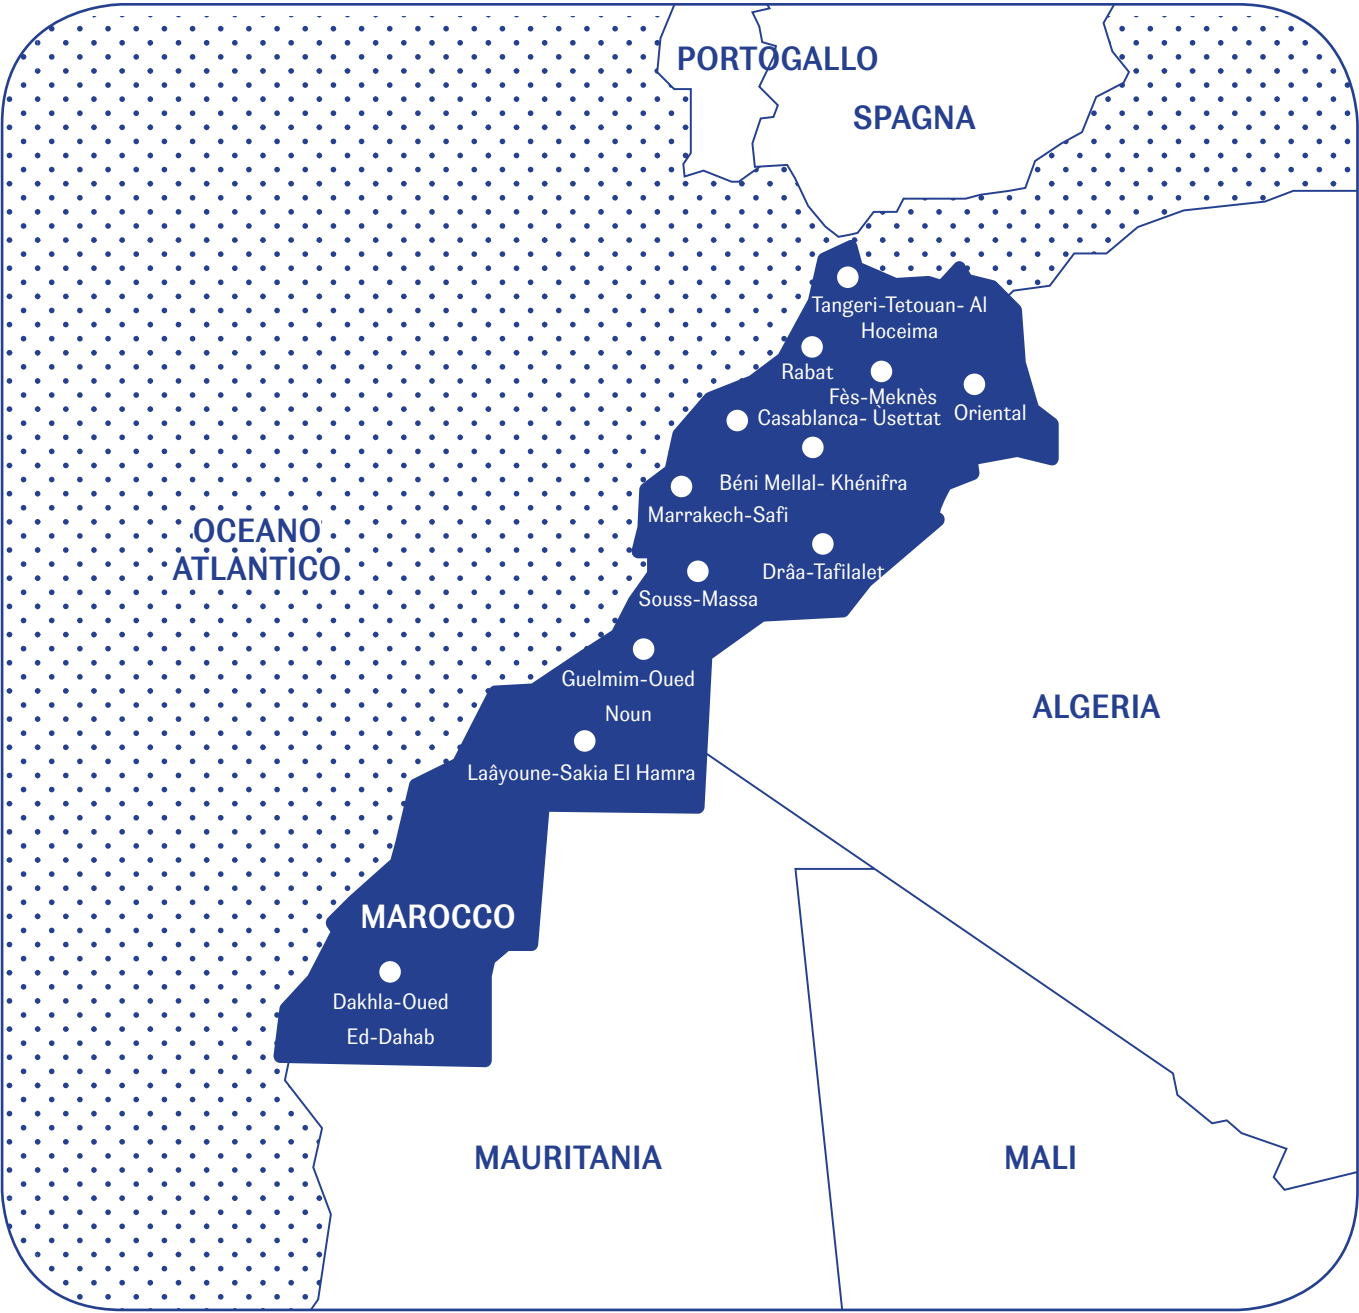 PORTOGALLO
SPAGNA
Tangeri-Tetouan- Al
Hoceima
Rabat
Fès-Meknès
Oriental
Casablanca- Ùsettat
Béni Mellal- Khénifra
Marrakech-Safi
OCEANO
ATLANTICO
Drâa-Tafilalet
Souss-Massa
Guelmim-Oued
Noun
ALGERIA
Laâyoune-Sakia El Hamra
MAROCCO
Dakhla-Oued
Ed-Dahab
MAURITANIA
MALI